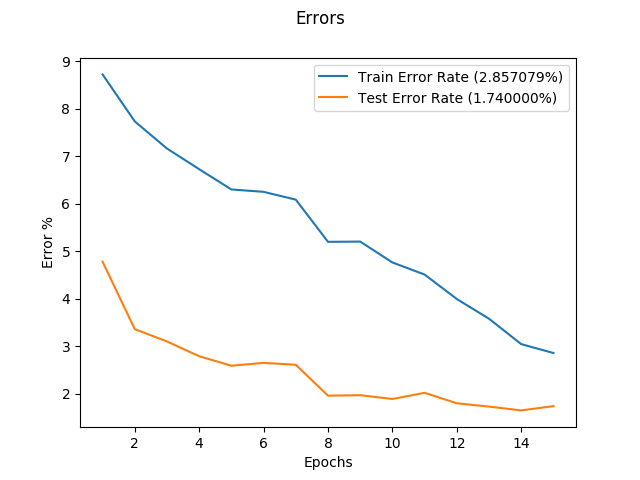 Errors
Train Error Rate (2.857079%)
Test Error Rate (1.740000%)
Error %
9
8
7
6
5
4
3
2
2 4 6 8 10 12 14
Epochs